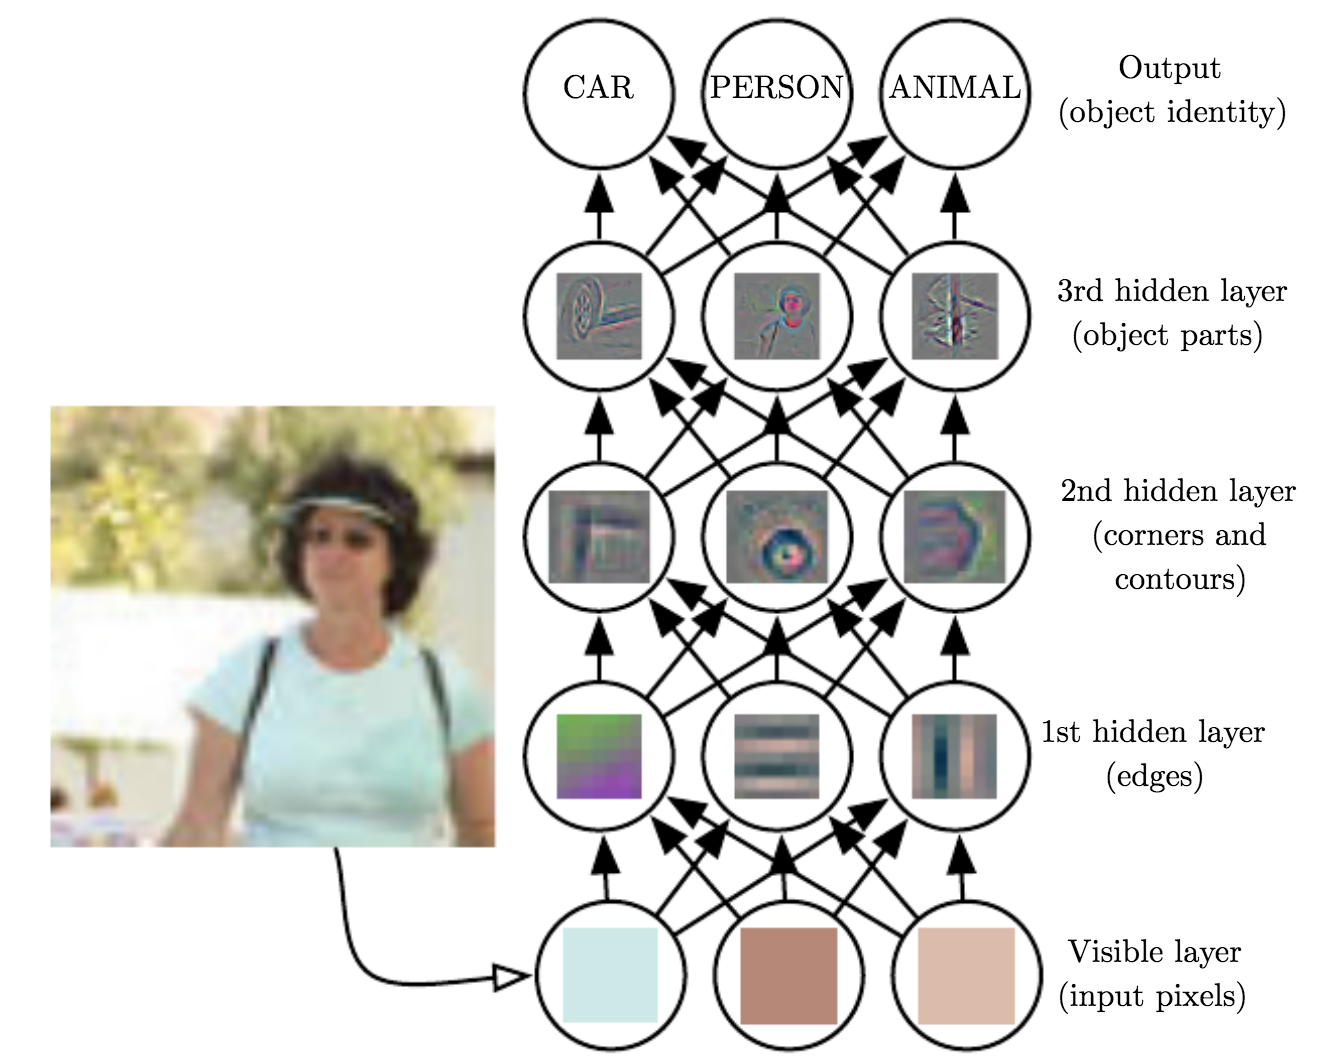 CAR
PERSON
ANIMAL
Output
(object identity)
3rd hidden layer
(object parts)
2nd hidden layer
(corners and
contours)
1st hidden layer
(edges)
Visible layer
(input pixels)